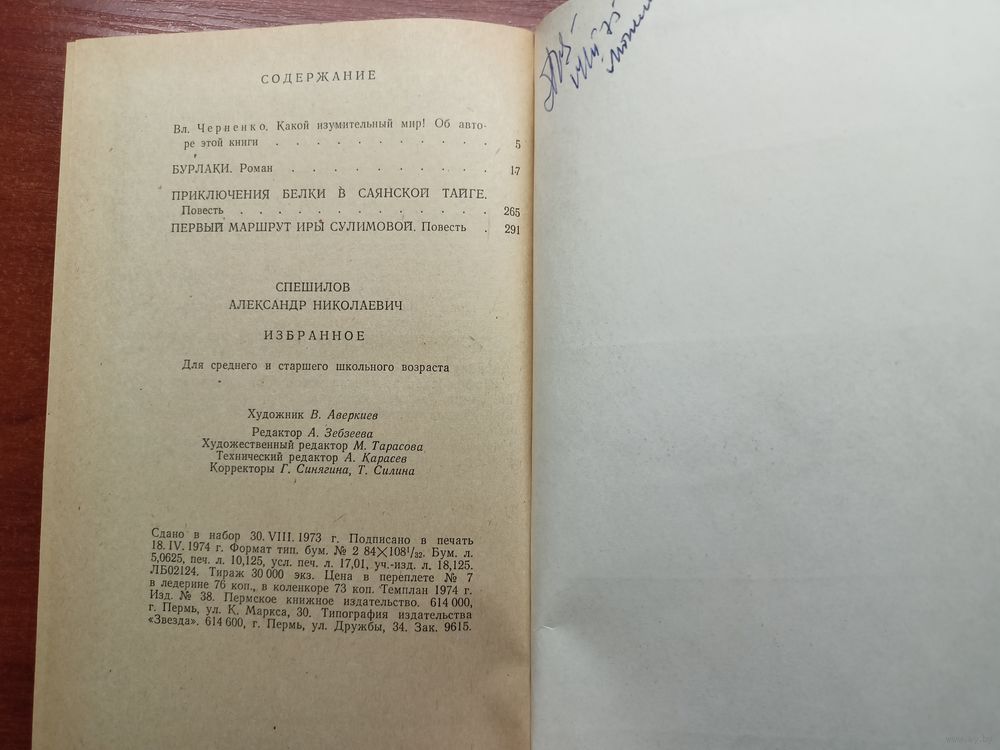 СОДЕРЖАНИЕ
Вл. Черненко. Какой изумительный мир! Об авто-
ре этой книги . . . . . . . . . . 5
БУРЛАКИ. Роман . . . . . . . . . 17
ПРИКЛЮЧЕНИЯ БЕЛКИ В САЯНСКОЙ ТАЙГЕ.
Повесть . . . . . . . . . . . . 265
ПЕРВЫЙ МАРШРУТ ИРЫ СУЛИМОВОЙ. Повесть . 291
СПЕШИЛОВ
АЛЕКСАНДР НИКОЛАЕВИЧ
ИЗБРАННОЕ
Для среднего и старшего школьного возраста
Художник В. Аверкиев
Редактор А. Зебзеева
Художественный редактор М. Тарасова
Технический редактор А. Карасев
Корректоры Г. Синягина, Т. Силина
Сдано в набор 30.VIII.1973 г. Подписано в печать
18.IV.1974 г. Формат тип. бум. № 2 84×108¹/₃₂. Бум. л.
5,0625, печ. л. 10,125, усл. печ. л. 17,01, уч.-изд. л. 18,125.
ЛБ02124. Тираж 30 000 экз. Цена в переплете № 7
в ледерине 76 коп., в коленкоре 73 коп. Темплан 1974 г.
Изд. № 38. Пермское книжное издательство. 614 000,
г. Пермь, ул. К. Маркса, 30. Типография издательства
«Звезда». 614 600, г. Пермь, ул. Дружбы, 34. Зак. 9615.